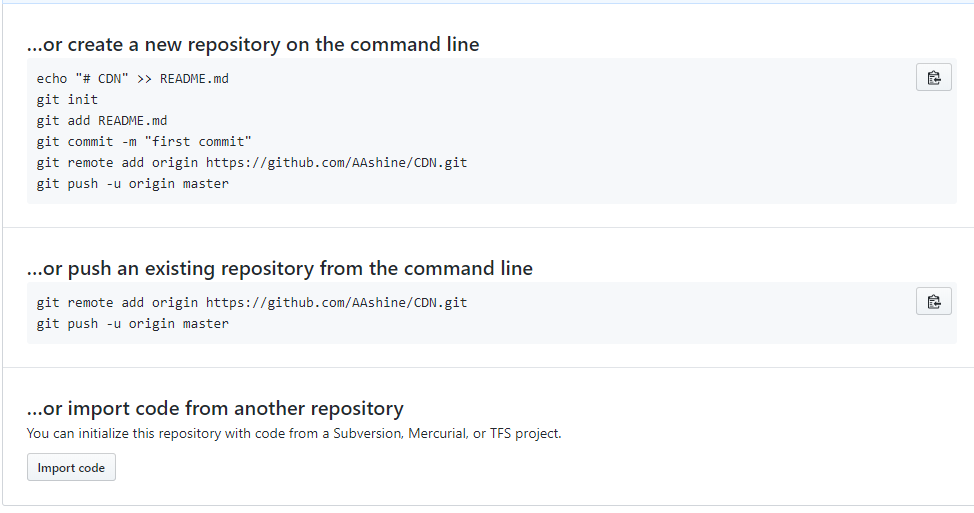 ...or create a new repository on the command line
echo "# CDN" >> README.md
git init
git add README.md
git commit -m "first commit"
git remote add origin https://github.com/AAshine/CDN.git
git push -u origin master
...or push an existing repository from the command line
git remote add origin https://github.com/AAshine/CDN.git
git push -u origin master
...or import code from another repository
You can initialize this repository with code from a Subversion, Mercurial, or TFS project.
Import code